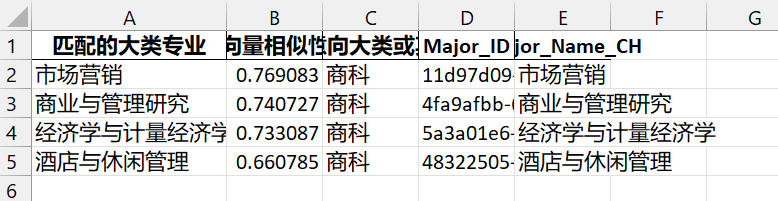 A B C D E F G
1 匹配的大类专业 向量相似性 向大类或 Major_ID jor_Name_CH
2 市场营销 0.769083 商科 11d97d09- 市场营销
3 商业与管理研究 0.740727 商科 4fa9afbb- 商业与管理研究
4 经济学与计量经济学 0.733087 商科 5a3a01e6- 经济学与计量经济学
5 酒店与休闲管理 0.660785 商科 48322505- 酒店与休闲管理
6